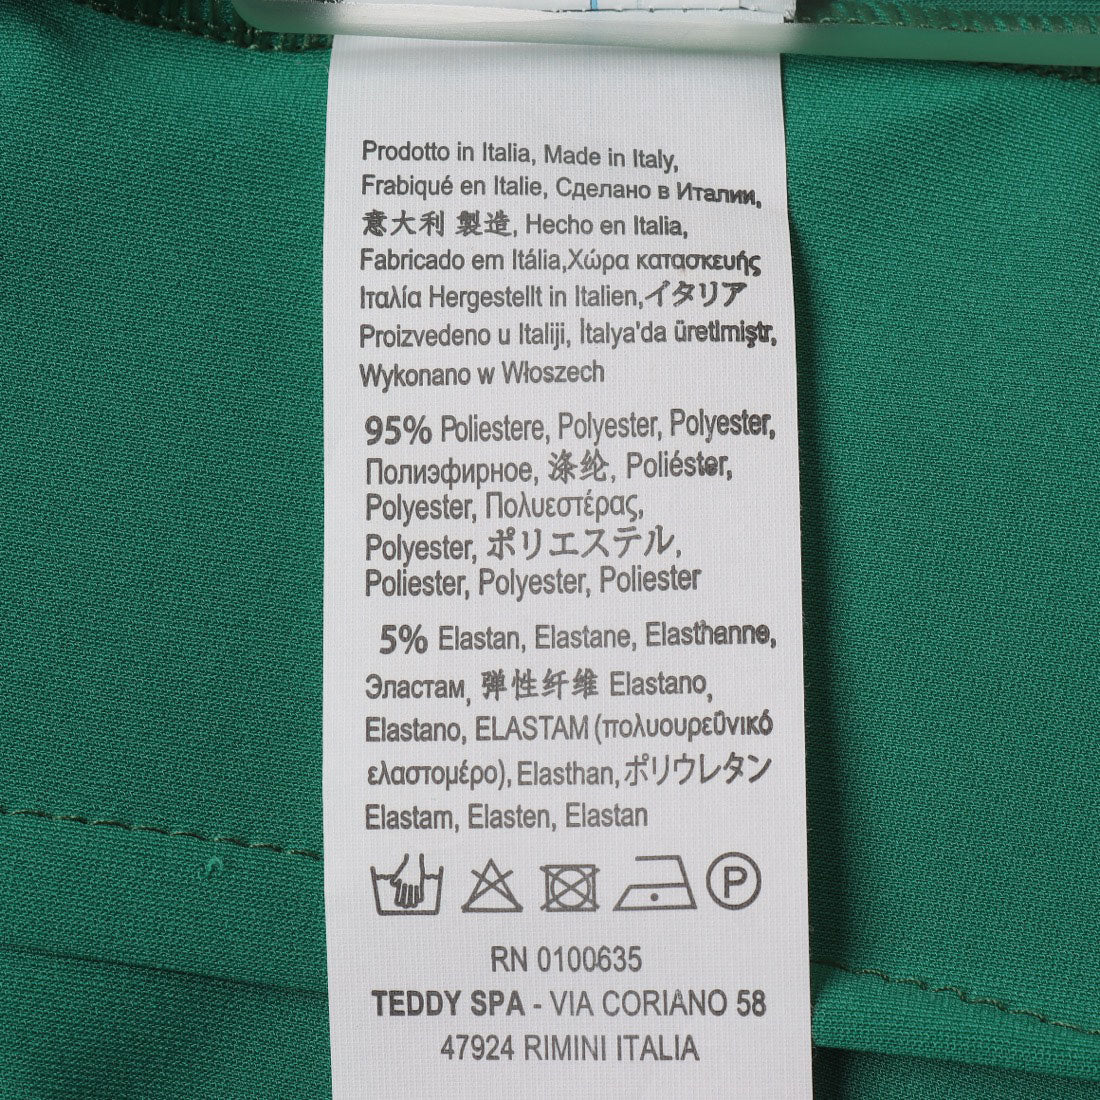 Prodotto in Italia, Made in Italy,
Frabiqué en Italie, Сделано в Италии,
意大利 製造, Hecho en Italia,
Fabricado em Itália,Χώρα κατασκευής
Ιταλία Hergestellt in Italien,イタリア
Proizvedeno u Italiji, İtalya'da üretlmiştr,
Wykonano w Włoszech
95% Poliestere, Polyester, Polyester,
Полиэфирное, 涤纶, Poliéster,
Polyester, Πολυεστέρας,
Polyester, ポリエステル,
Poliester, Polyester, Poliester
5% Elastan, Elastane, Elasthanne,
Эластам, 弹性纤维 Elastano,
Elastano, ELASTAM (πολυουρεϋνικό
ελαστομέρο), Elasthan,ポリウレタン
Elastam, Elasten, Elastan
P
RN 0100635
TEDDY SPA - VIA CORIANO 58
47924 RIMINI ITALIA